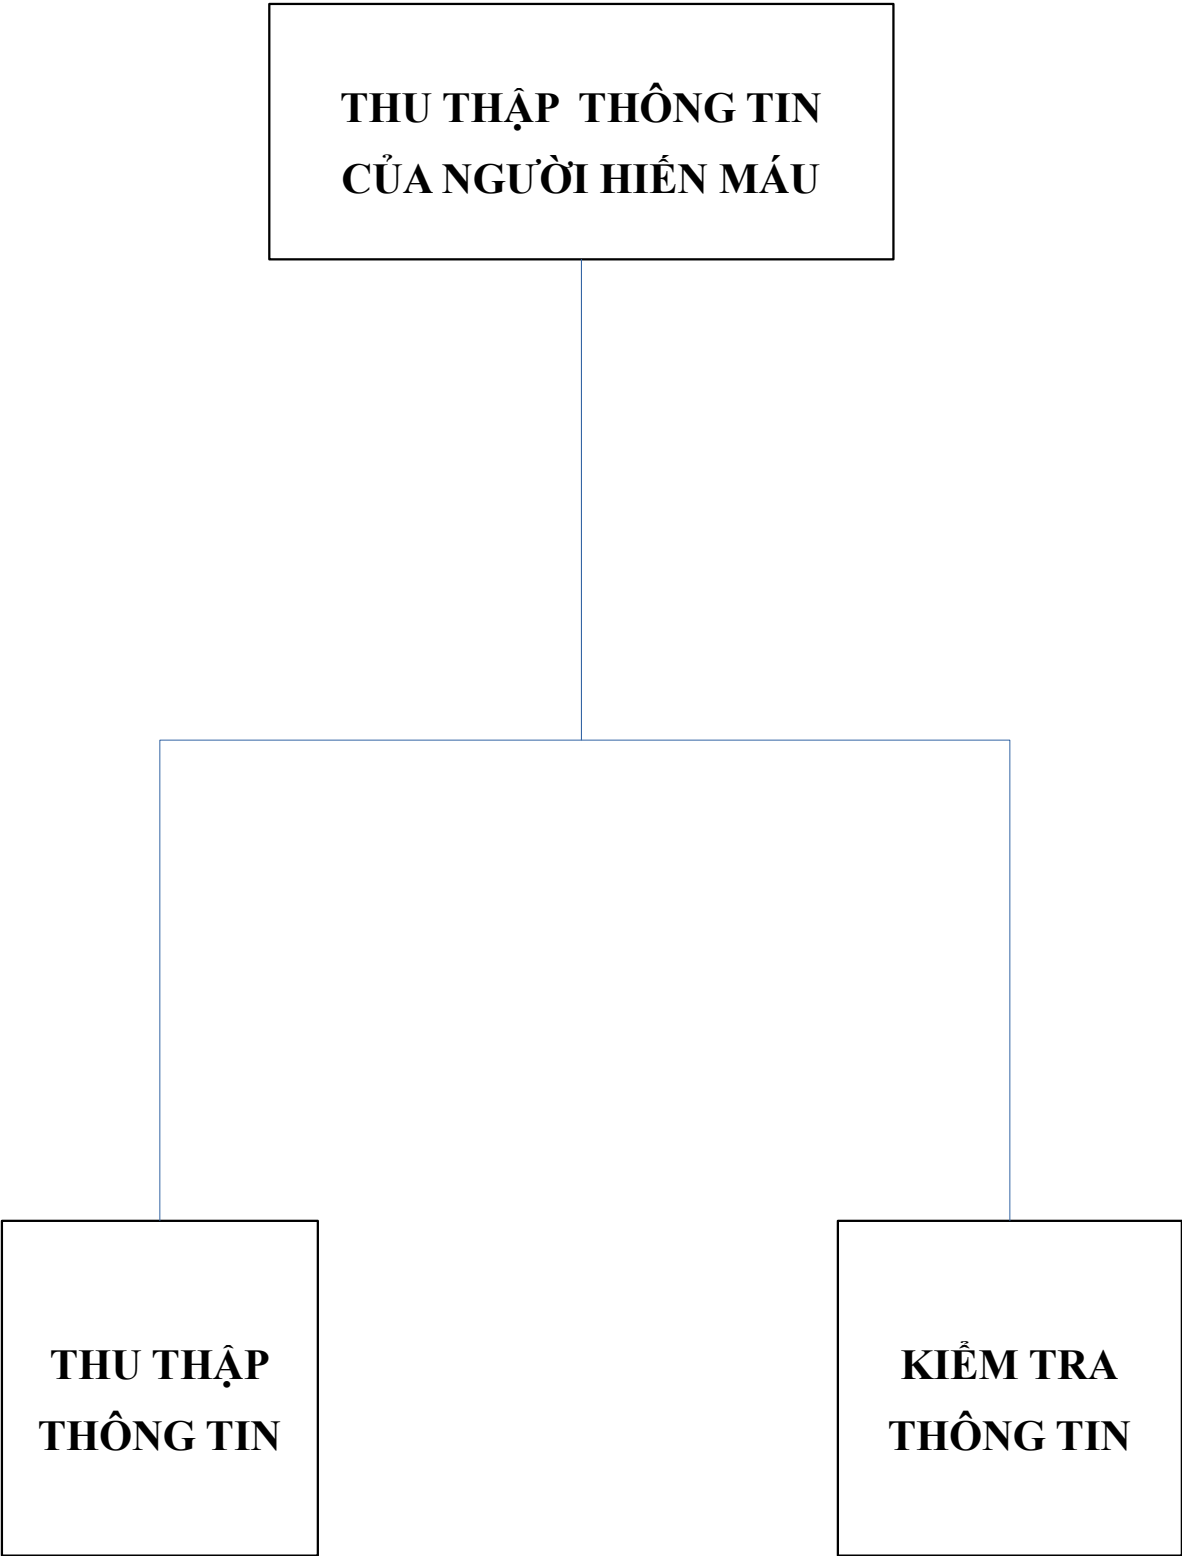 THU THẬP THÔNG TIN
CỦA NGƯỜI HIẾN MÁU
THU THẬP
THÔNG TIN
KIỂM TRA
THÔNG TIN